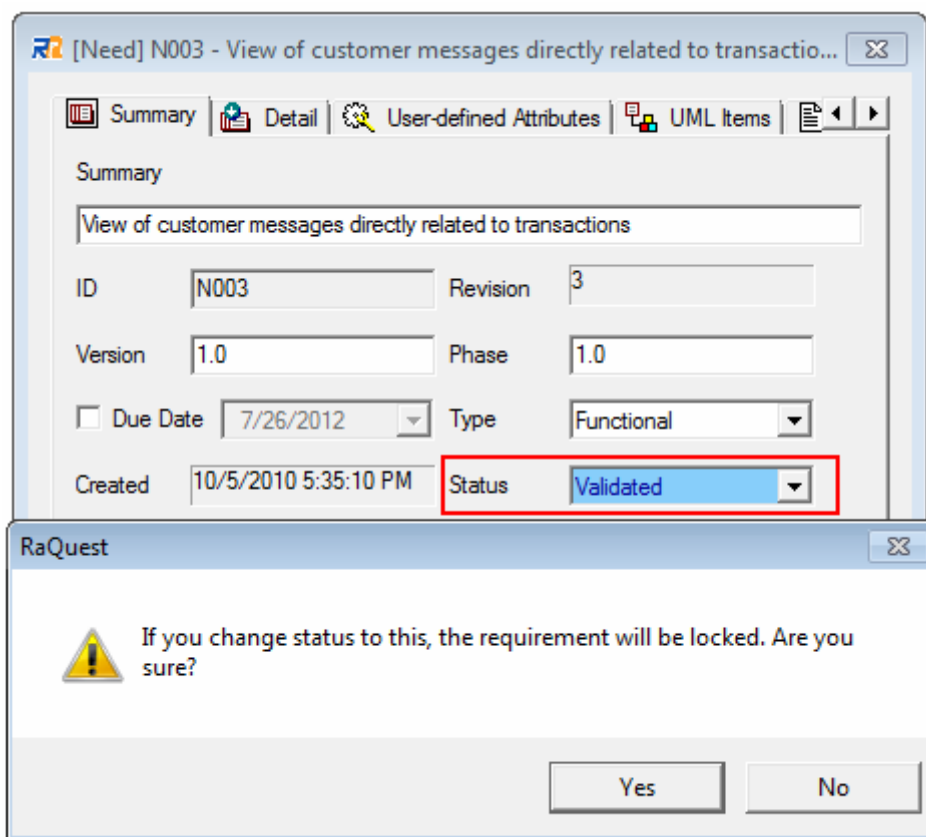 [Need] N003 - View of customer messages directly related to transactio...
Summary Detail User-defined Attributes UML Items
Summary
View of customer messages directly related to transactions
ID N003 Revision 3
Version 1.0 Phase 1.0
Due Date 7/26/2012 Type Functional
Created 10/5/2010 5:35:10 PM Status Validated
RaQuest
If you change status to this, the requirement will be locked. Are you
sure?
Yes No